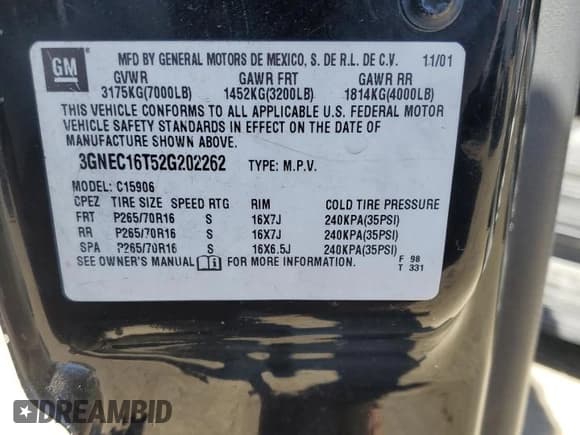 GM
MFD BY GENERAL MOTORS DE MEXICO, S. DE R.L. DE C.V. 11/01
GVWR GAWR FRT GAWR RR
3175KG(7000LB) 1452KG(3200LB) 1814KG(4000LB)
THIS VEHICLE CONFORMS TO ALL APPLICABLE U.S. FEDERAL MOTOR
VEHICLE SAFETY STANDARDS IN EFFECT ON THE DATE OF
MANUFACTURE SHOWN ABOVE.
3GNEC16T52G202262 TYPE: M.P.V.
MODEL: C15906
CPEZ TIRE SIZE SPEED RTG RIM COLD TIRE PRESSURE
FRT P265/70R16 S 16X7J 240KPA(35PSI)
RR P265/70R16 S 16X7J 240KPA(35PSI)
SPA P265/70R16 S 16X6.5J 240KPA(35PSI)
SEE OWNER'S MANUAL FOR MORE INFORMATION. F 98
T 331
DREAMBID